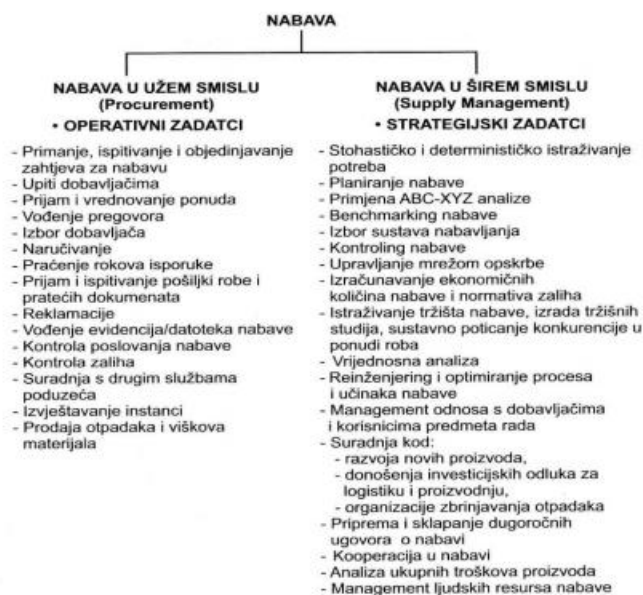 NABAVA
NABAVA U UŽEM SMISLU
(Procurement)
• OPERATIVNI ZADATCI
- Primanje, ispitivanje i objedinjavanje
zahtjeva za nabavu
- Upiti dobavljačima
- Prijam i vrednovanje ponuda
- Vođenje pregovora
- Izbor dobavljača
- Naručivanje
- Praćenje rokova isporuke
- Prijam i ispitivanje pošiljki robe i
pratećih dokumenata
- Reklamacije
- Vođenje evidencija/datoteka nabave
- Kontrola poslovanja nabave
- Kontrola zaliha
- Suradnja s drugim službama
poduzeća
- Izvještavanje instanci
- Prodaja otpadaka i viškova
materijala
NABAVA U ŠIREM SMISLU
(Supply Management)
• STRATEGIJSKI ZADATCI
- Stohastičko i determinističko istraživanje
potreba
- Planiranje nabave
- Primjena ABC-XYZ analize
- Benchmarking nabave
- Izbor sustava nabavljanja
- Kontroling nabave
- Upravljanje mrežom opskrbe
- Izračunavanje ekonomičnih
količina nabave i normativa zaliha
- Istraživanje tržišta nabave, izrada tržišnih
studija, sustavno poticanje konkurencije u
ponudi roba
- Vrijednosna analiza
- Reinženjering i optimiranje procesa
i učinaka nabave
- Management odnosa s dobavljačima
i korisnicima predmeta rada
- Suradnja kod:
- razvoja novih proizvoda,
- donošenja investicijskih odluka za
logistiku i proizvodnju,
- organizacije zbrinjavanja otpadaka
- Priprema i sklapanje dugoročnih
ugovora o nabavi
- Kooperacija u nabavi
- Analiza ukupnih troškova proizvoda
- Management ljudskih resursa nabave